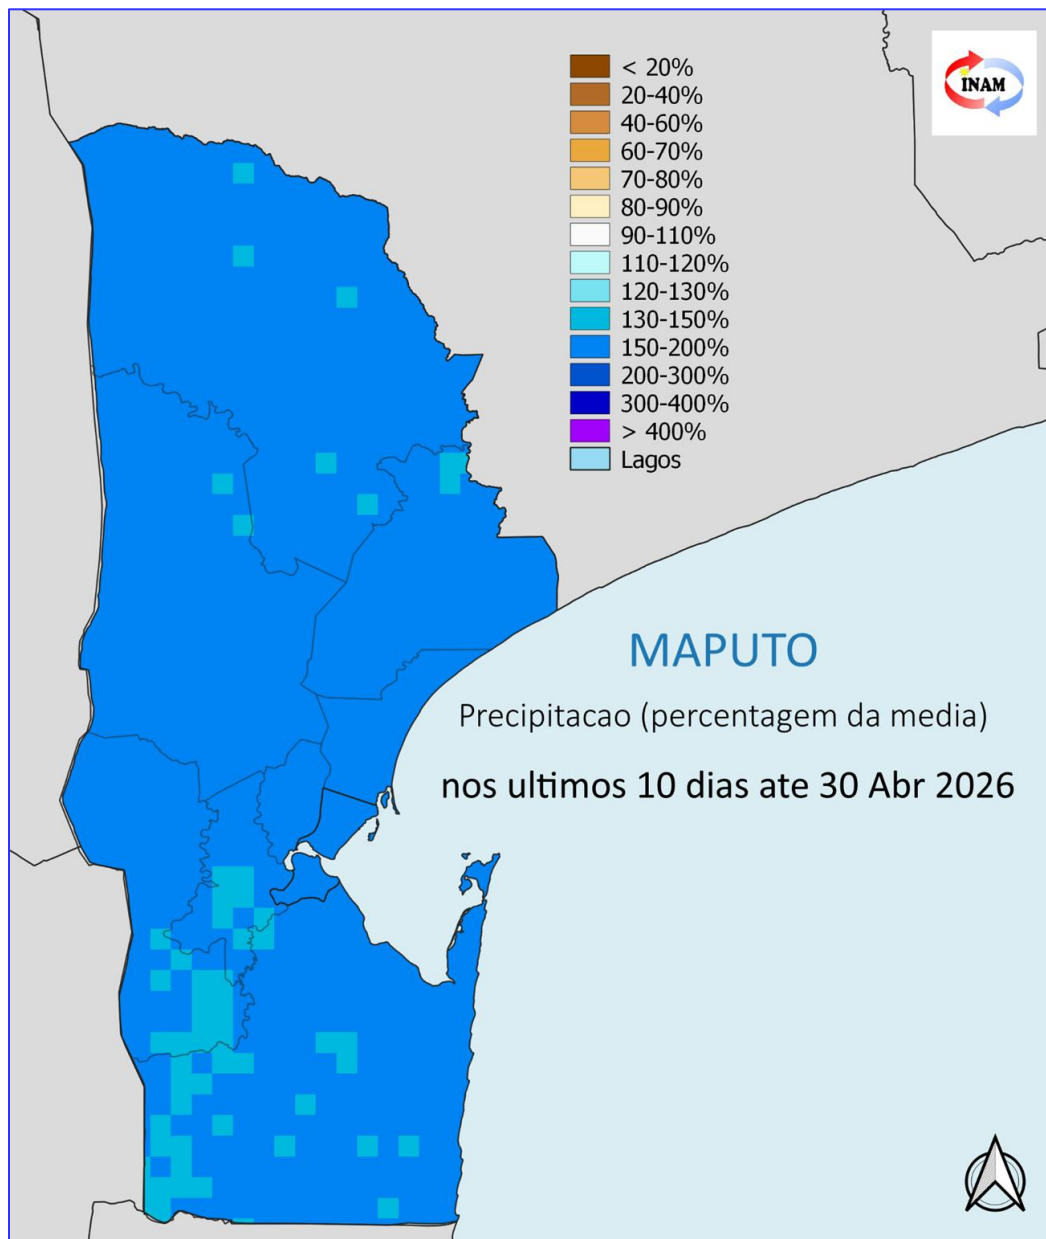 INAM
< 20%
20-40%
40-60%
60-70%
70-80%
80-90%
90-110%
110-120%
120-130%
130-150%
150-200%
200-300%
300-400%
> 400%
Lagos
MAPUTO
Precipitacao (percentagem da media)
nos ultimos 10 dias ate 30 Abr 2026